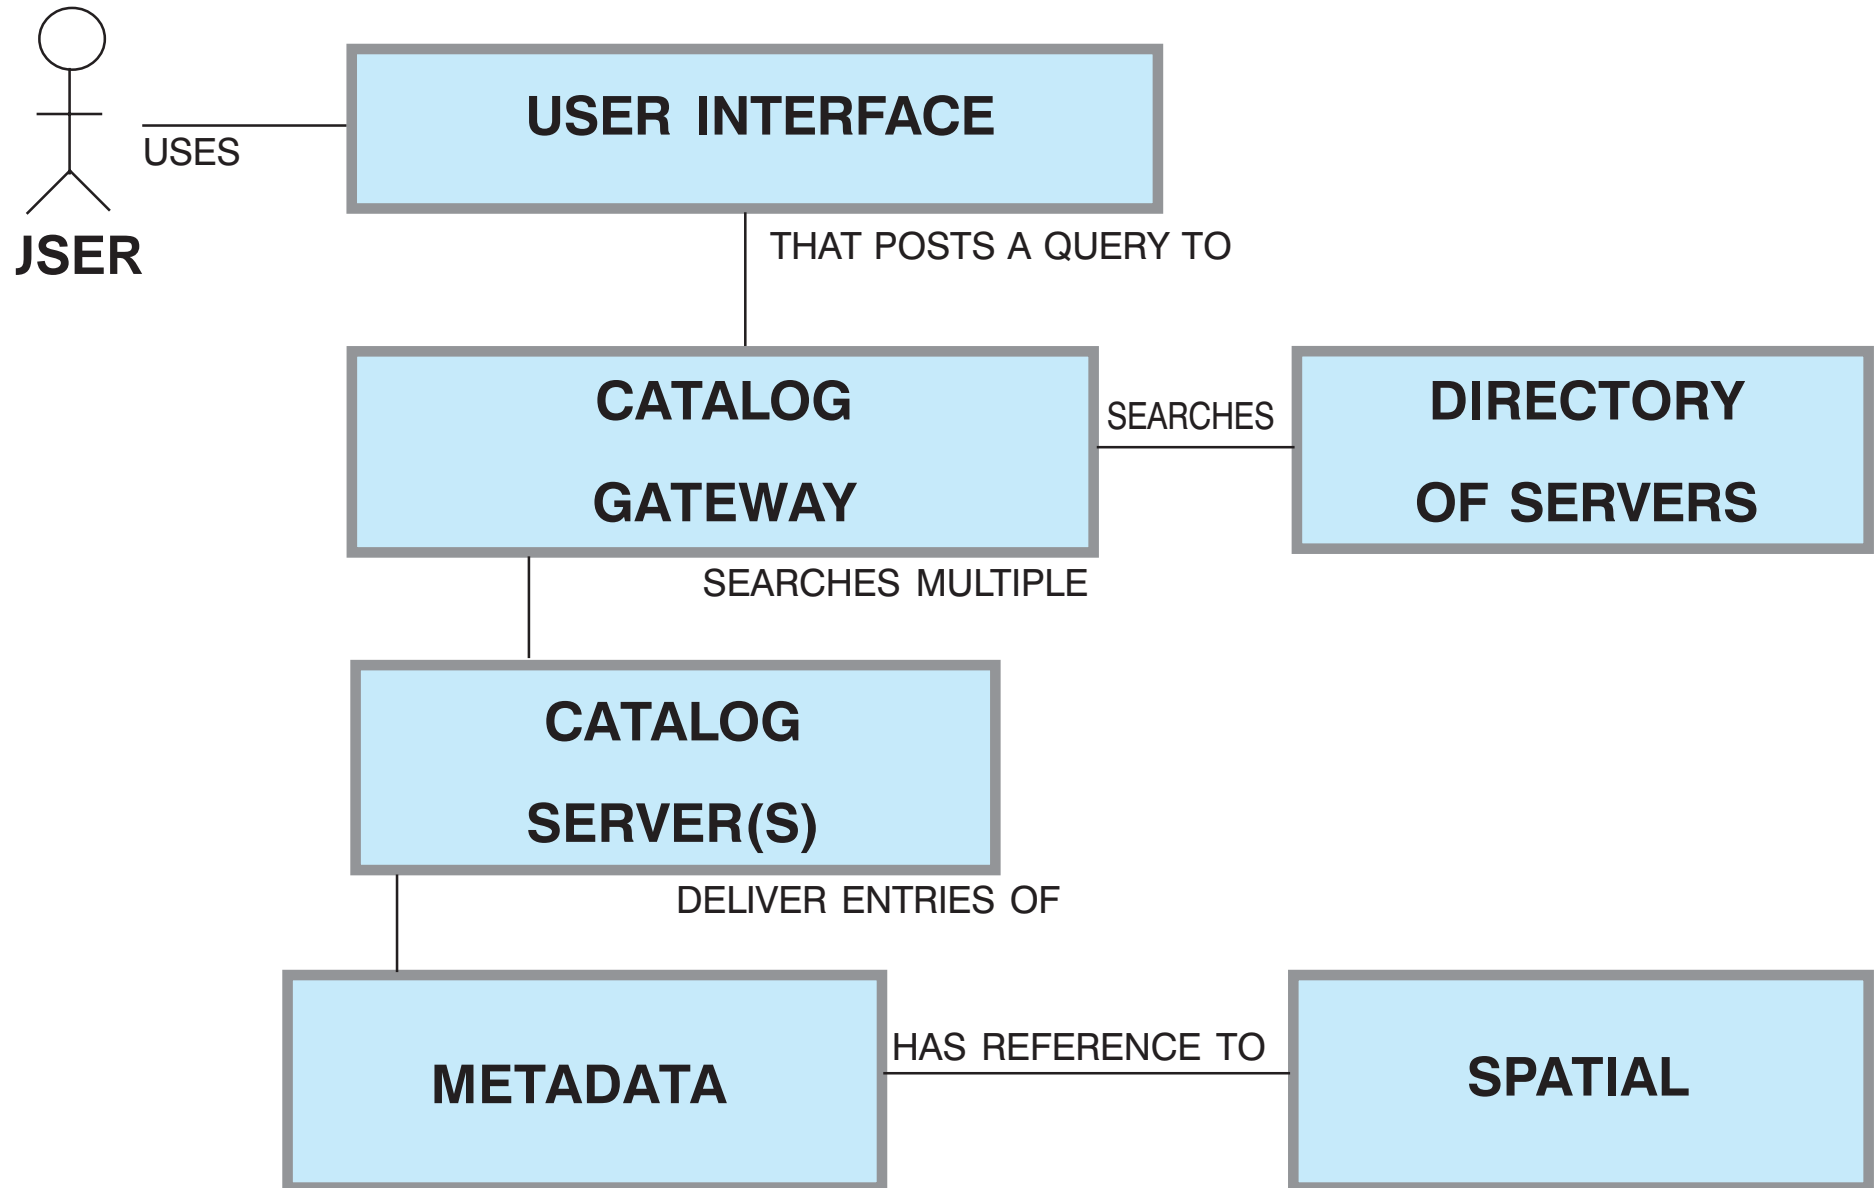 USER INTERFACE
USES
JSER
THAT POSTS A QUERY TO
CATALOG
GATEWAY
SEARCHES
DIRECTORY
OF SERVERS
SEARCHES MULTIPLE
CATALOG
SERVER(S)
DELIVER ENTRIES OF
METADATA
HAS REFERENCE TO
SPATIAL